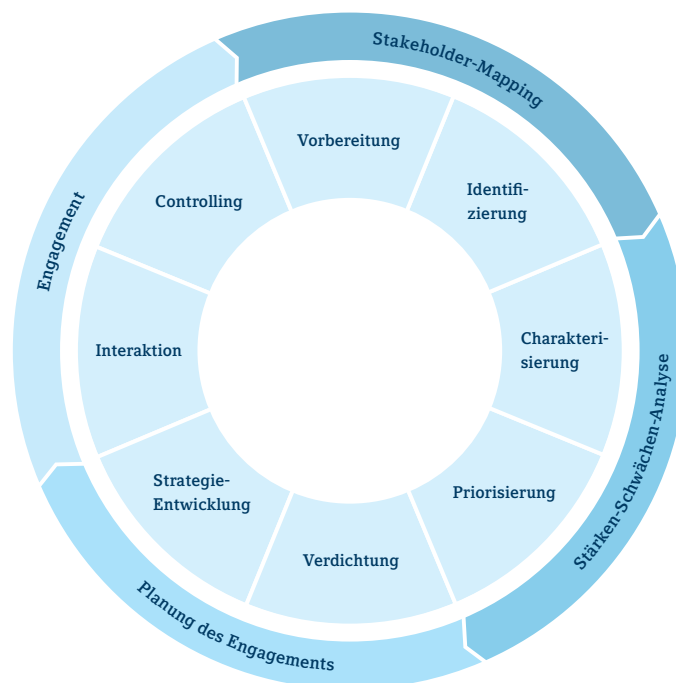 Stakeholder-Mapping
Vorbereitung
Identifi-
zierung
Stärken-Schwächen-Analyse
Charakteri-
sierung
Priorisierung
Planung des Engagements
Verdichtung
Strategie-
Entwicklung
Engagement
Interaktion
Controlling